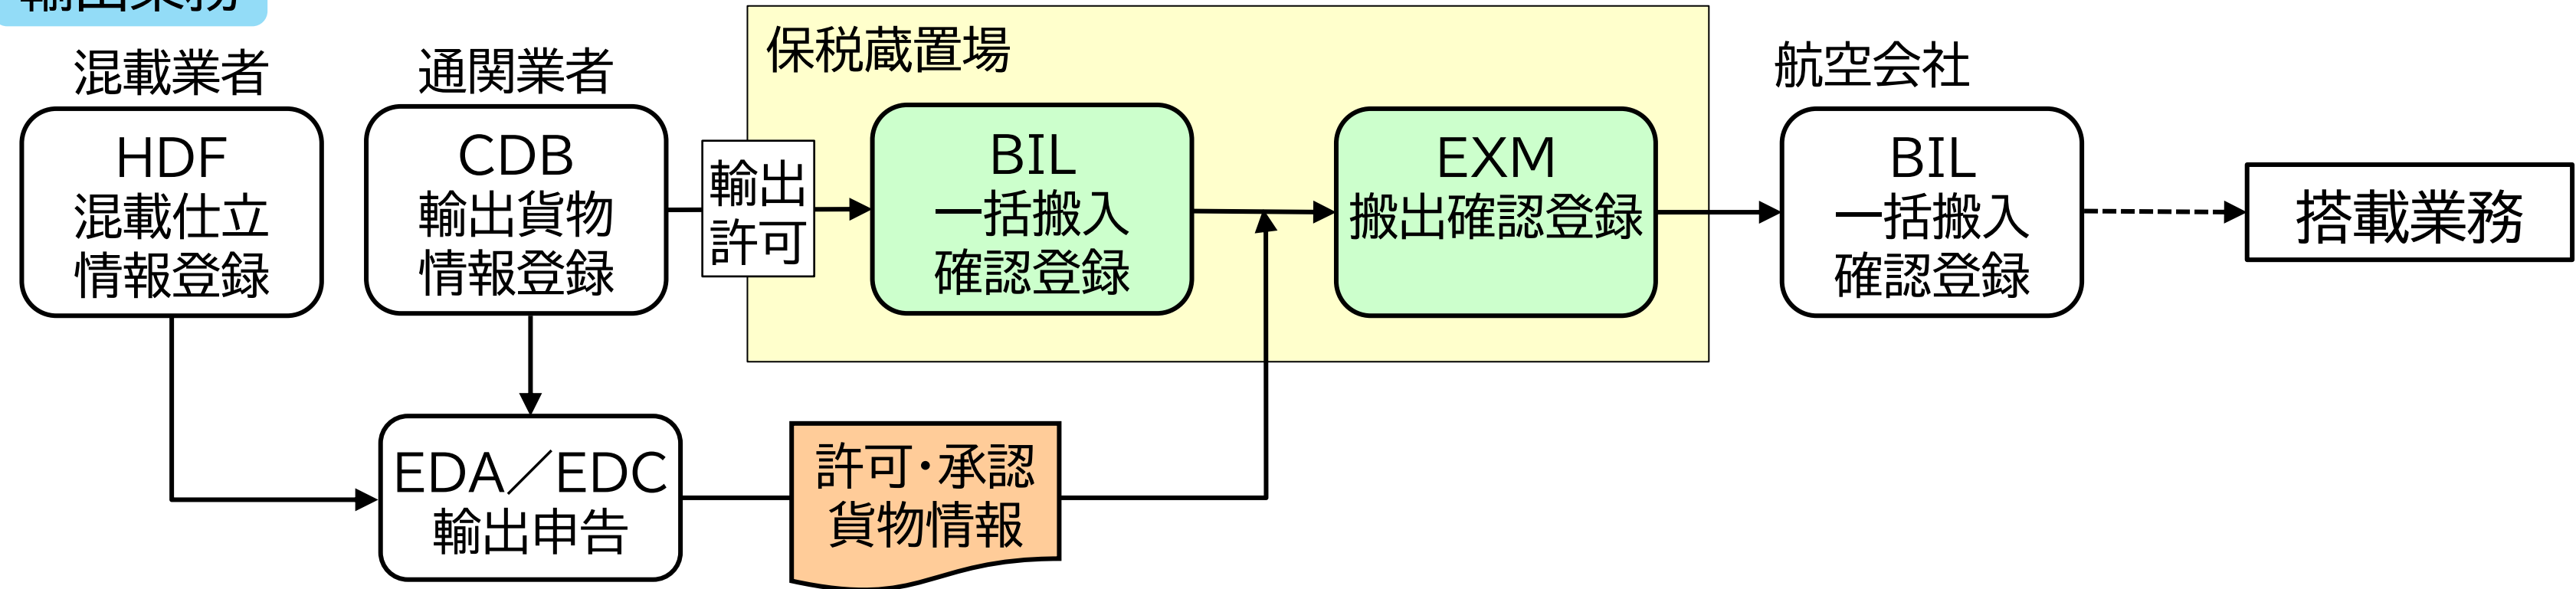 輸出業務
混載業者
通関業者
保税蔵置場
航空会社
HDF
混載仕立
情報登録
CDB
輸出貨物
情報登録
輸出
許可
BIL
一括搬入
確認登録
EXM
搬出確認登録
BIL
一括搬入
確認登録
搭載業務
EDA／EDC
輸出申告
許可・承認
貨物情報